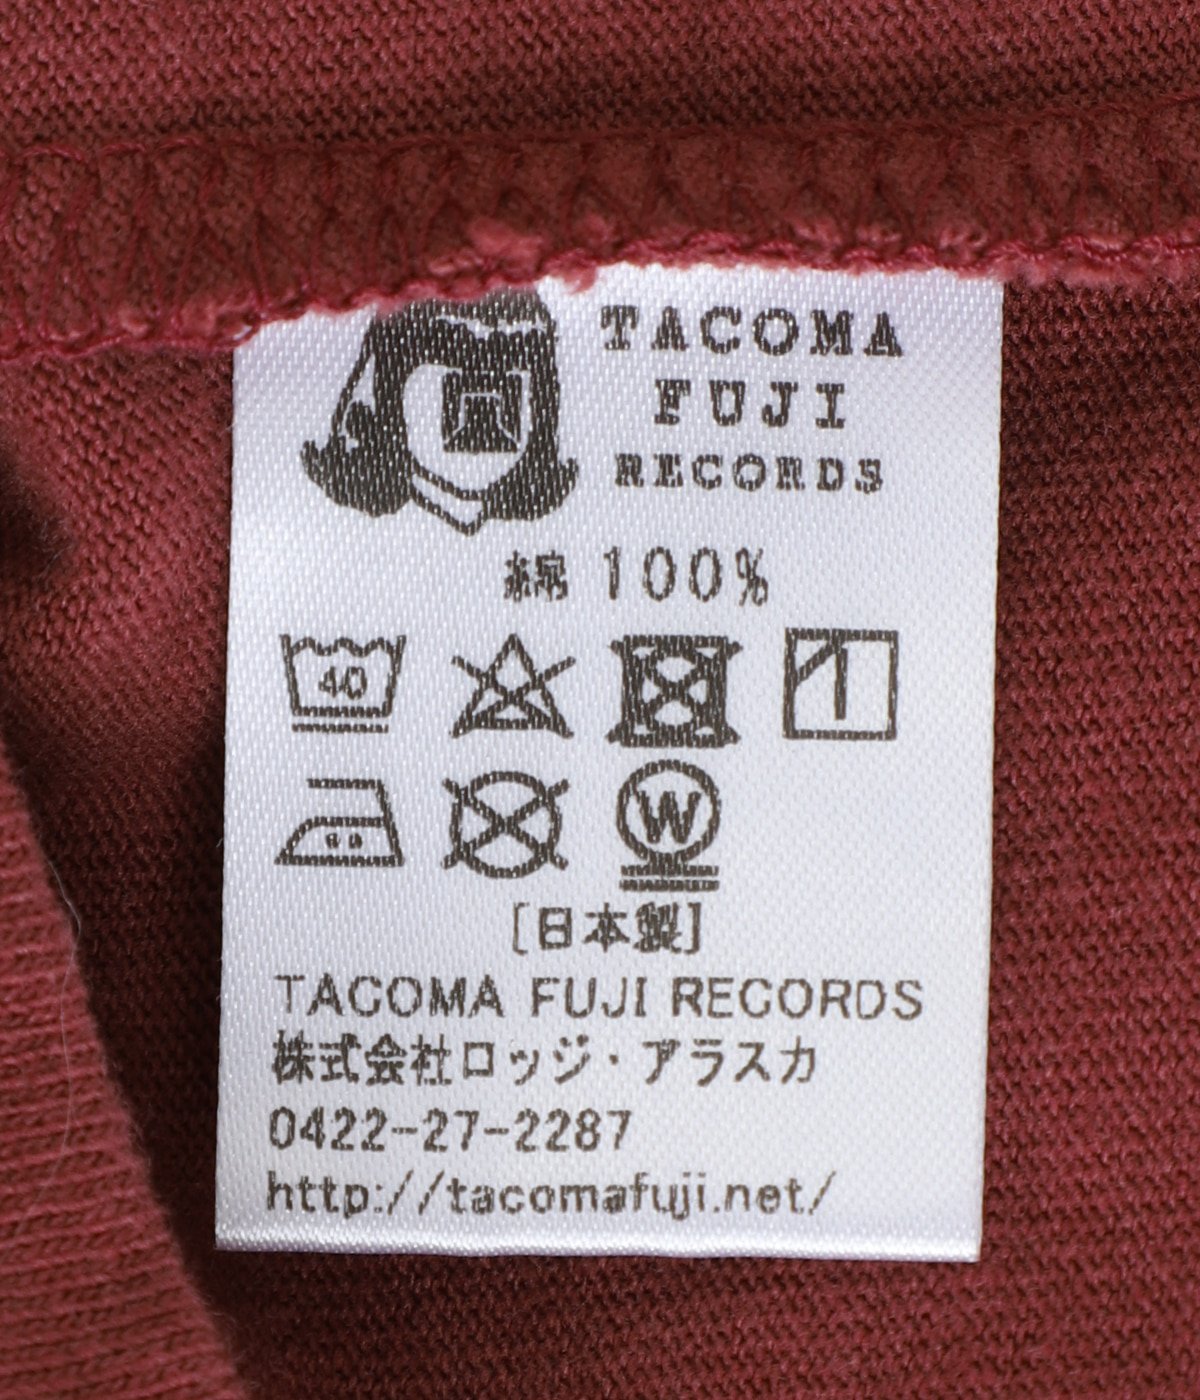 TACOMA
FUJI
RECORDS
綿 100%
40
W
[日本製]
TACOMA FUJI RECORDS
株式会社ロッジ・アラスカ
0422-27-2287
http://tacomafuji.net/